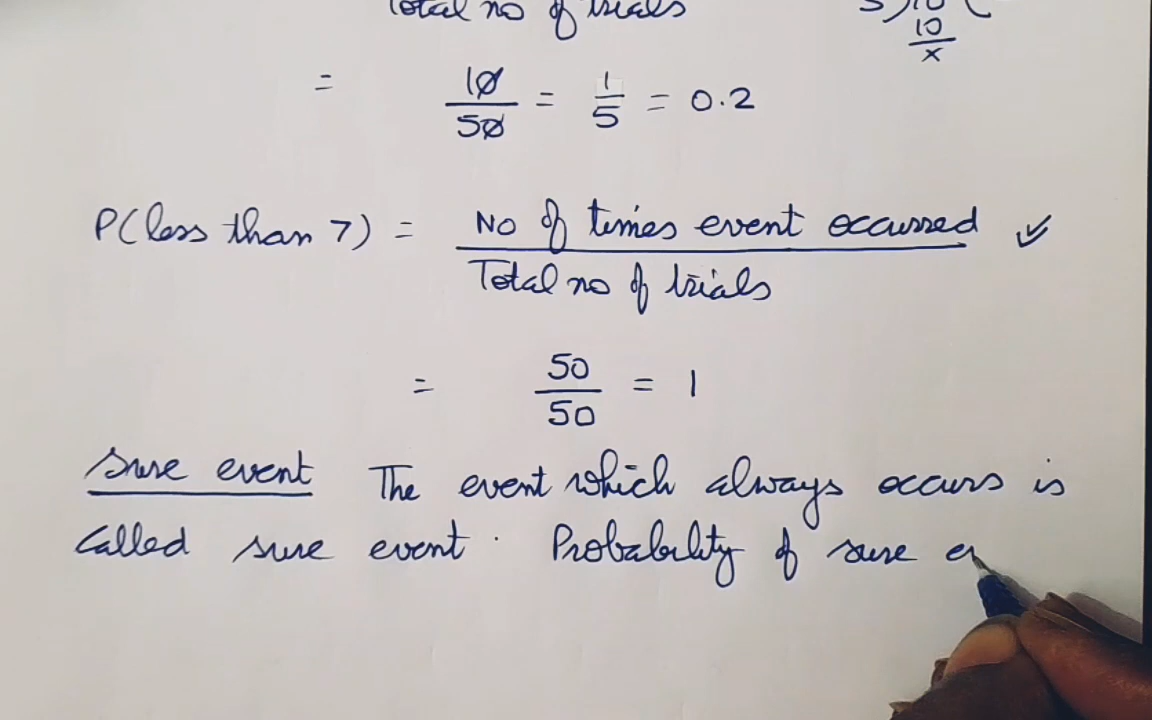 Total no of trials
5)10(
10
x
= 10/50 = 1/5 = 0.2
P(less than 7) = No of times event occurred ✓
Total no of trials
= 50/50 = 1
Sure event The event which always occurs is
called sure event. Probability of sure ev